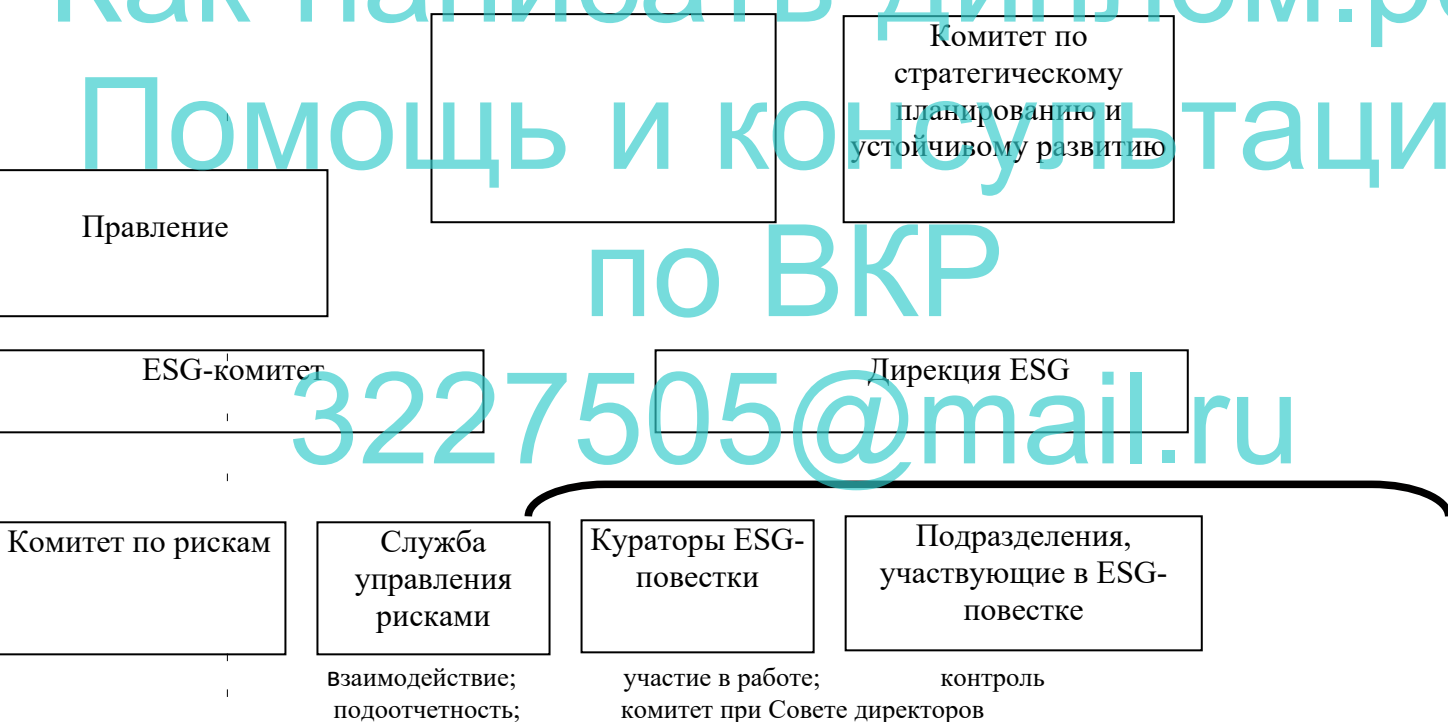 Как написать диплом.р
Помощь и консультаци
по ВКР
3227505@mail.ru
Комитет по
стратегическому
планированию и
устойчивому развитию
Правление
ESG-комитет
Дирекция ESG
Комитет по рискам
Служба
управления
рисками
Кураторы ESG-
повестки
Подразделения,
участвующие в ESG-
повестке
взаимодействие; участие в работе; контроль
подоотчетность; комитет при Совете директоров